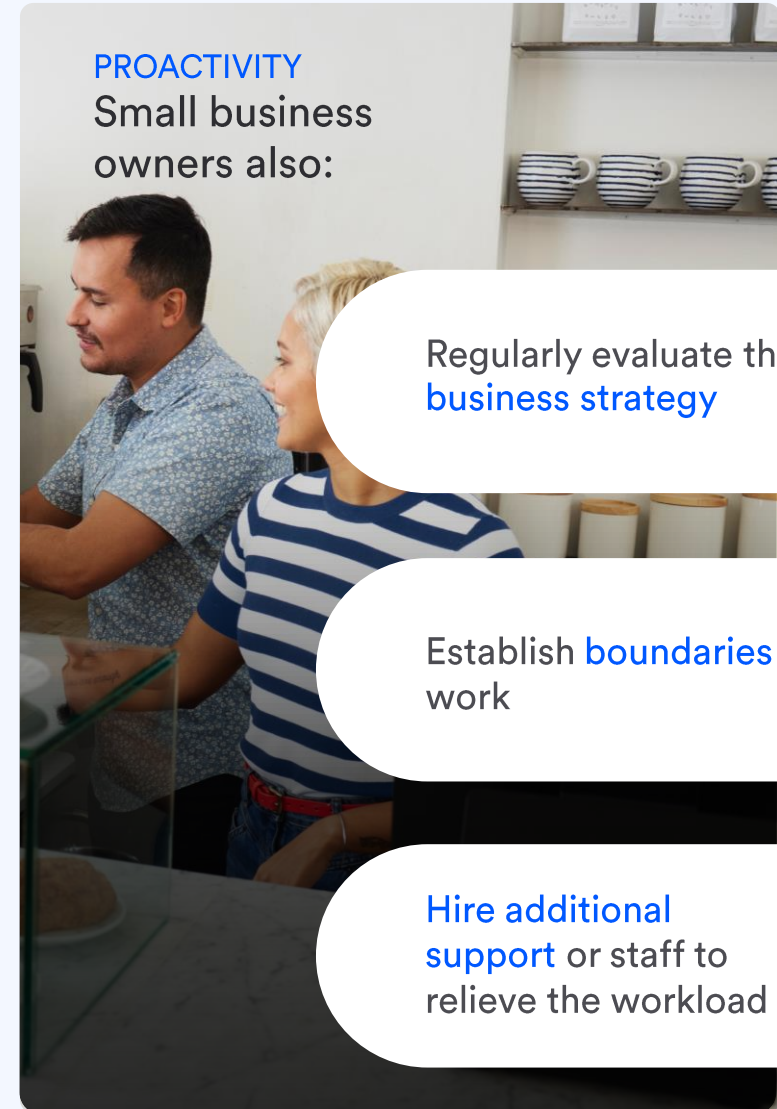 PROACTIVITY
Small business
owners also:
Regularly evaluate th
business strategy
Establish boundaries
work
Hire additional
support or staff to
relieve the workload